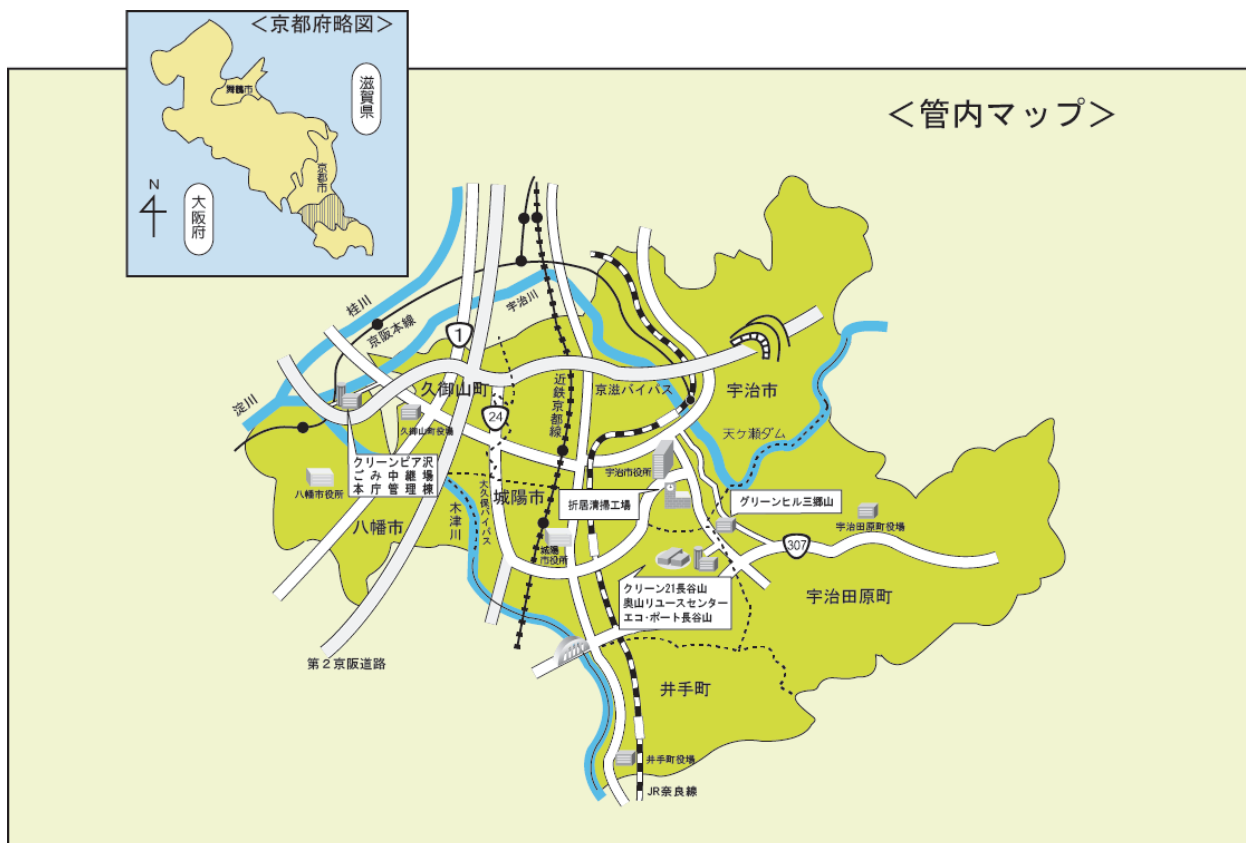 ＜京都府略図＞
舞鶴市
滋賀県
京都市
N
大阪府
＜管内マップ＞
桂川
京阪本線
宇治川
1
淀川
久御山町
24
近鉄京都線
京滋バイパス
宇治市
天ヶ瀬ダム
久御山町役場
クリーンピア沢
ごみ中継場
本庁管理棟
八幡市役所
八幡市
木津川
大久保バイパス
城陽市
城陽
市役所
宇治市役所
折居清掃工場
グリーンヒル三郷山
宇治田原町役場
307
クリーン21長谷山
奥山リユースセンター
エコ・ポート長谷山
宇治田原町
第２京阪道路
井手町
井手町役場
JR奈良線